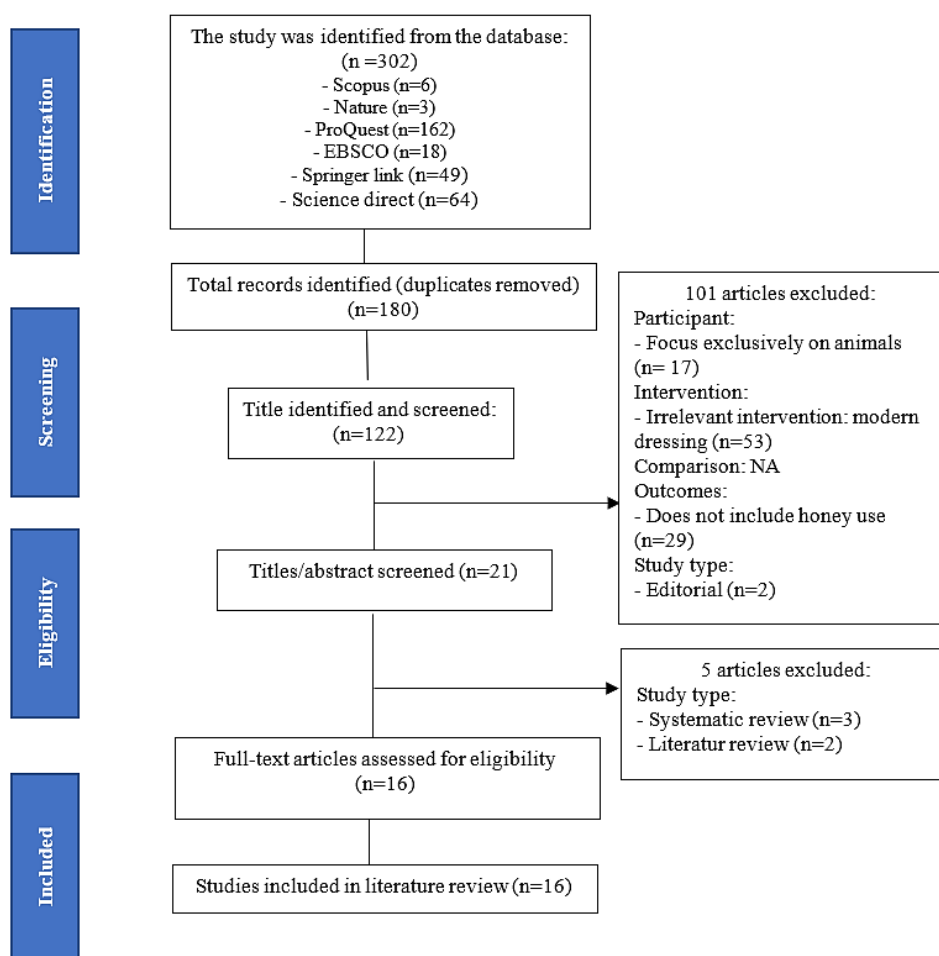 Identification
The study was identified from the database:
(n =302)
- Scopus (n=6)
- Nature (n=3)
- ProQuest (n=162)
- EBSCO (n=18)
- Springer link (n=49)
- Science direct (n=64)
Total records identified (duplicates removed)
(n=180)
Screening
Title identified and screened:
(n=122)
101 articles excluded:
Participant:
- Focus exclusively on animals
(n= 17)
Intervention:
- Irrelevant intervention: modern
dressing (n=53)
Comparison: NA
Outcomes:
- Does not include honey use
(n=29)
Study type:
- Editorial (n=2)
Eligibility
Titles/abstract screened (n=21)
5 articles excluded:
Study type:
- Systematic review (n=3)
- Literatur review (n=2)
Full-text articles assessed for eligibility
(n=16)
Included
Studies included in literature review (n=16)